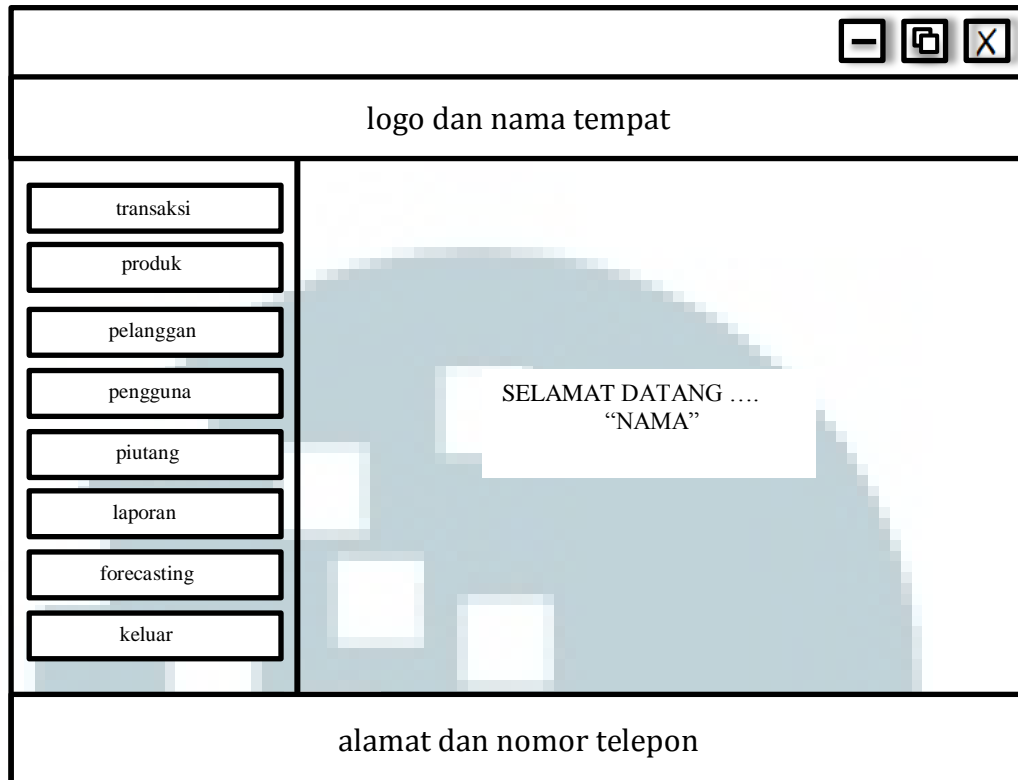 X
logo dan nama tempat
transaksi
produk
pelanggan
pengguna
piutang
laporan
forecasting
keluar
SELAMAT DATANG ….
“NAMA”
alamat dan nomor telepon